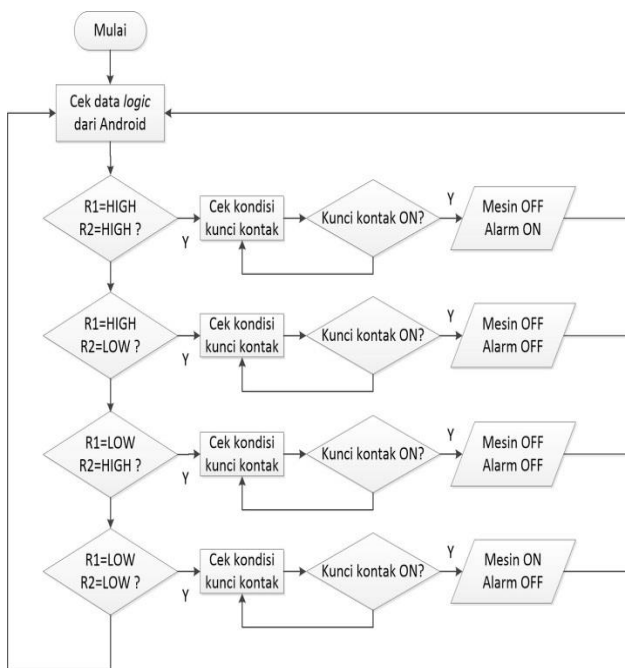 Mulai
Cek data logic
dari Android
R1=HIGH
R2=HIGH ?
Y
Cek kondisi
kunci kontak
Kunci kontak ON?
Y
Mesin OFF
Alarm ON
R1=HIGH
R2=LOW ?
Y
Cek kondisi
kunci kontak
Kunci kontak ON?
Y
Mesin OFF
Alarm OFF
R1=LOW
R2=HIGH ?
Y
Cek kondisi
kunci kontak
Kunci kontak ON?
Y
Mesin OFF
Alarm OFF
R1=LOW
R2=LOW ?
Y
Cek kondisi
kunci kontak
Kunci kontak ON?
Y
Mesin ON
Alarm OFF